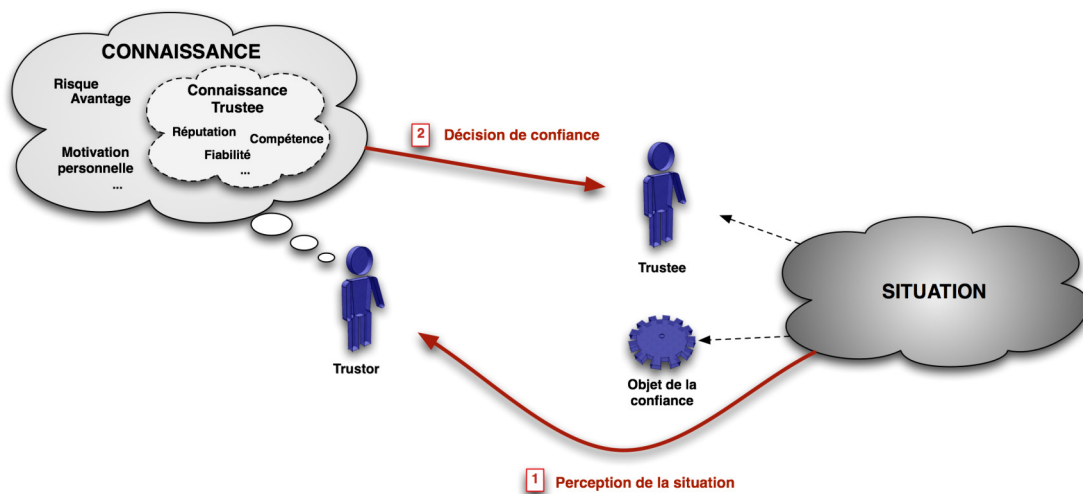 CONNAISSANCE
Risque
Avantage
Connaissance
Trustee
Réputation
Compétence
Fiabilité
...
Motivation
personnelle
...
2 Décision de confiance
Trustee
SITUATION
Trustor
Objet de la
confiance
1 Perception de la situation